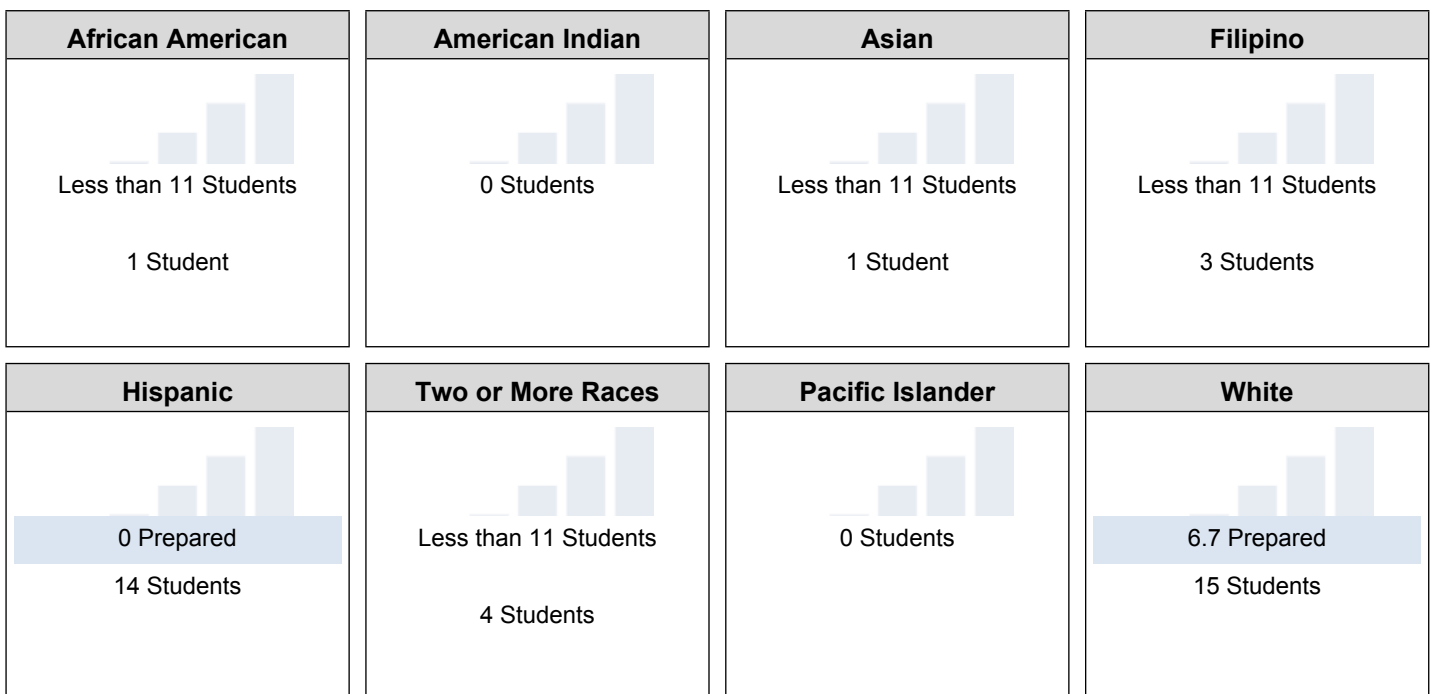 African American
Less than 11 Students
1 Student
American Indian
0 Students
Asian
Less than 11 Students
1 Student
Filipino
Less than 11 Students
3 Students
Hispanic
0 Prepared
14 Students
Two or More Races
Less than 11 Students
4 Students
Pacific Islander
0 Students
White
6.7 Prepared
15 Students